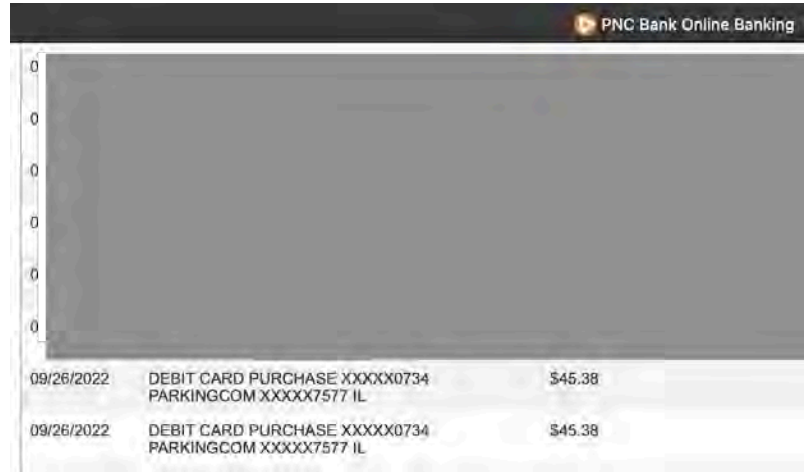 PNC Bank Online Banking
0
0
0
0
0
0
09/26/2022 DEBIT CARD PURCHASE XXXXX0734 $45.38
PARKINGCOM XXXXX7577 IL
09/26/2022 DEBIT CARD PURCHASE XXXXX0734 $45.38
PARKINGCOM XXXXX7577 IL